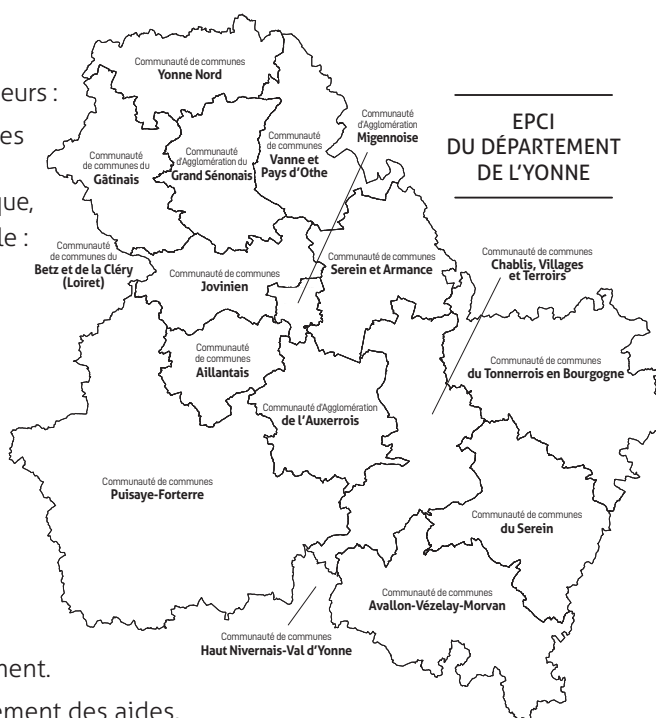 eurs :
es
que,
le :
ment.
ement des aides.
EPCI
DU DÉPARTEMENT
DE L'YONNE
Communauté de communes
Yonne Nord
Communauté
de communes du
Gâtinais
Communauté
d'Agglomération du
Grand Sénonais
Communauté
de communes
Vanne et
Pays d'Othe
Communauté
d'Agglomération
Migennoise
Communauté
de communes du
Betz et de la Cléry
(Loiret)
Communauté de communes
Jovinien
Communauté de communes
Serein et Armance
Communauté de communes
Chablis, Villages
et Terroirs
Communauté
de communes
Aillantais
Communauté d'Agglomération
de l'Auxerrois
Communauté de communes
du Tonnerrois en Bourgogne
Communauté de communes
Puisaye-Forterre
Communauté de communes
du Serein
Communauté de communes
Avallon-Vézelay-Morvan
Communauté de communes
Haut Nivernais-Val d'Yonne